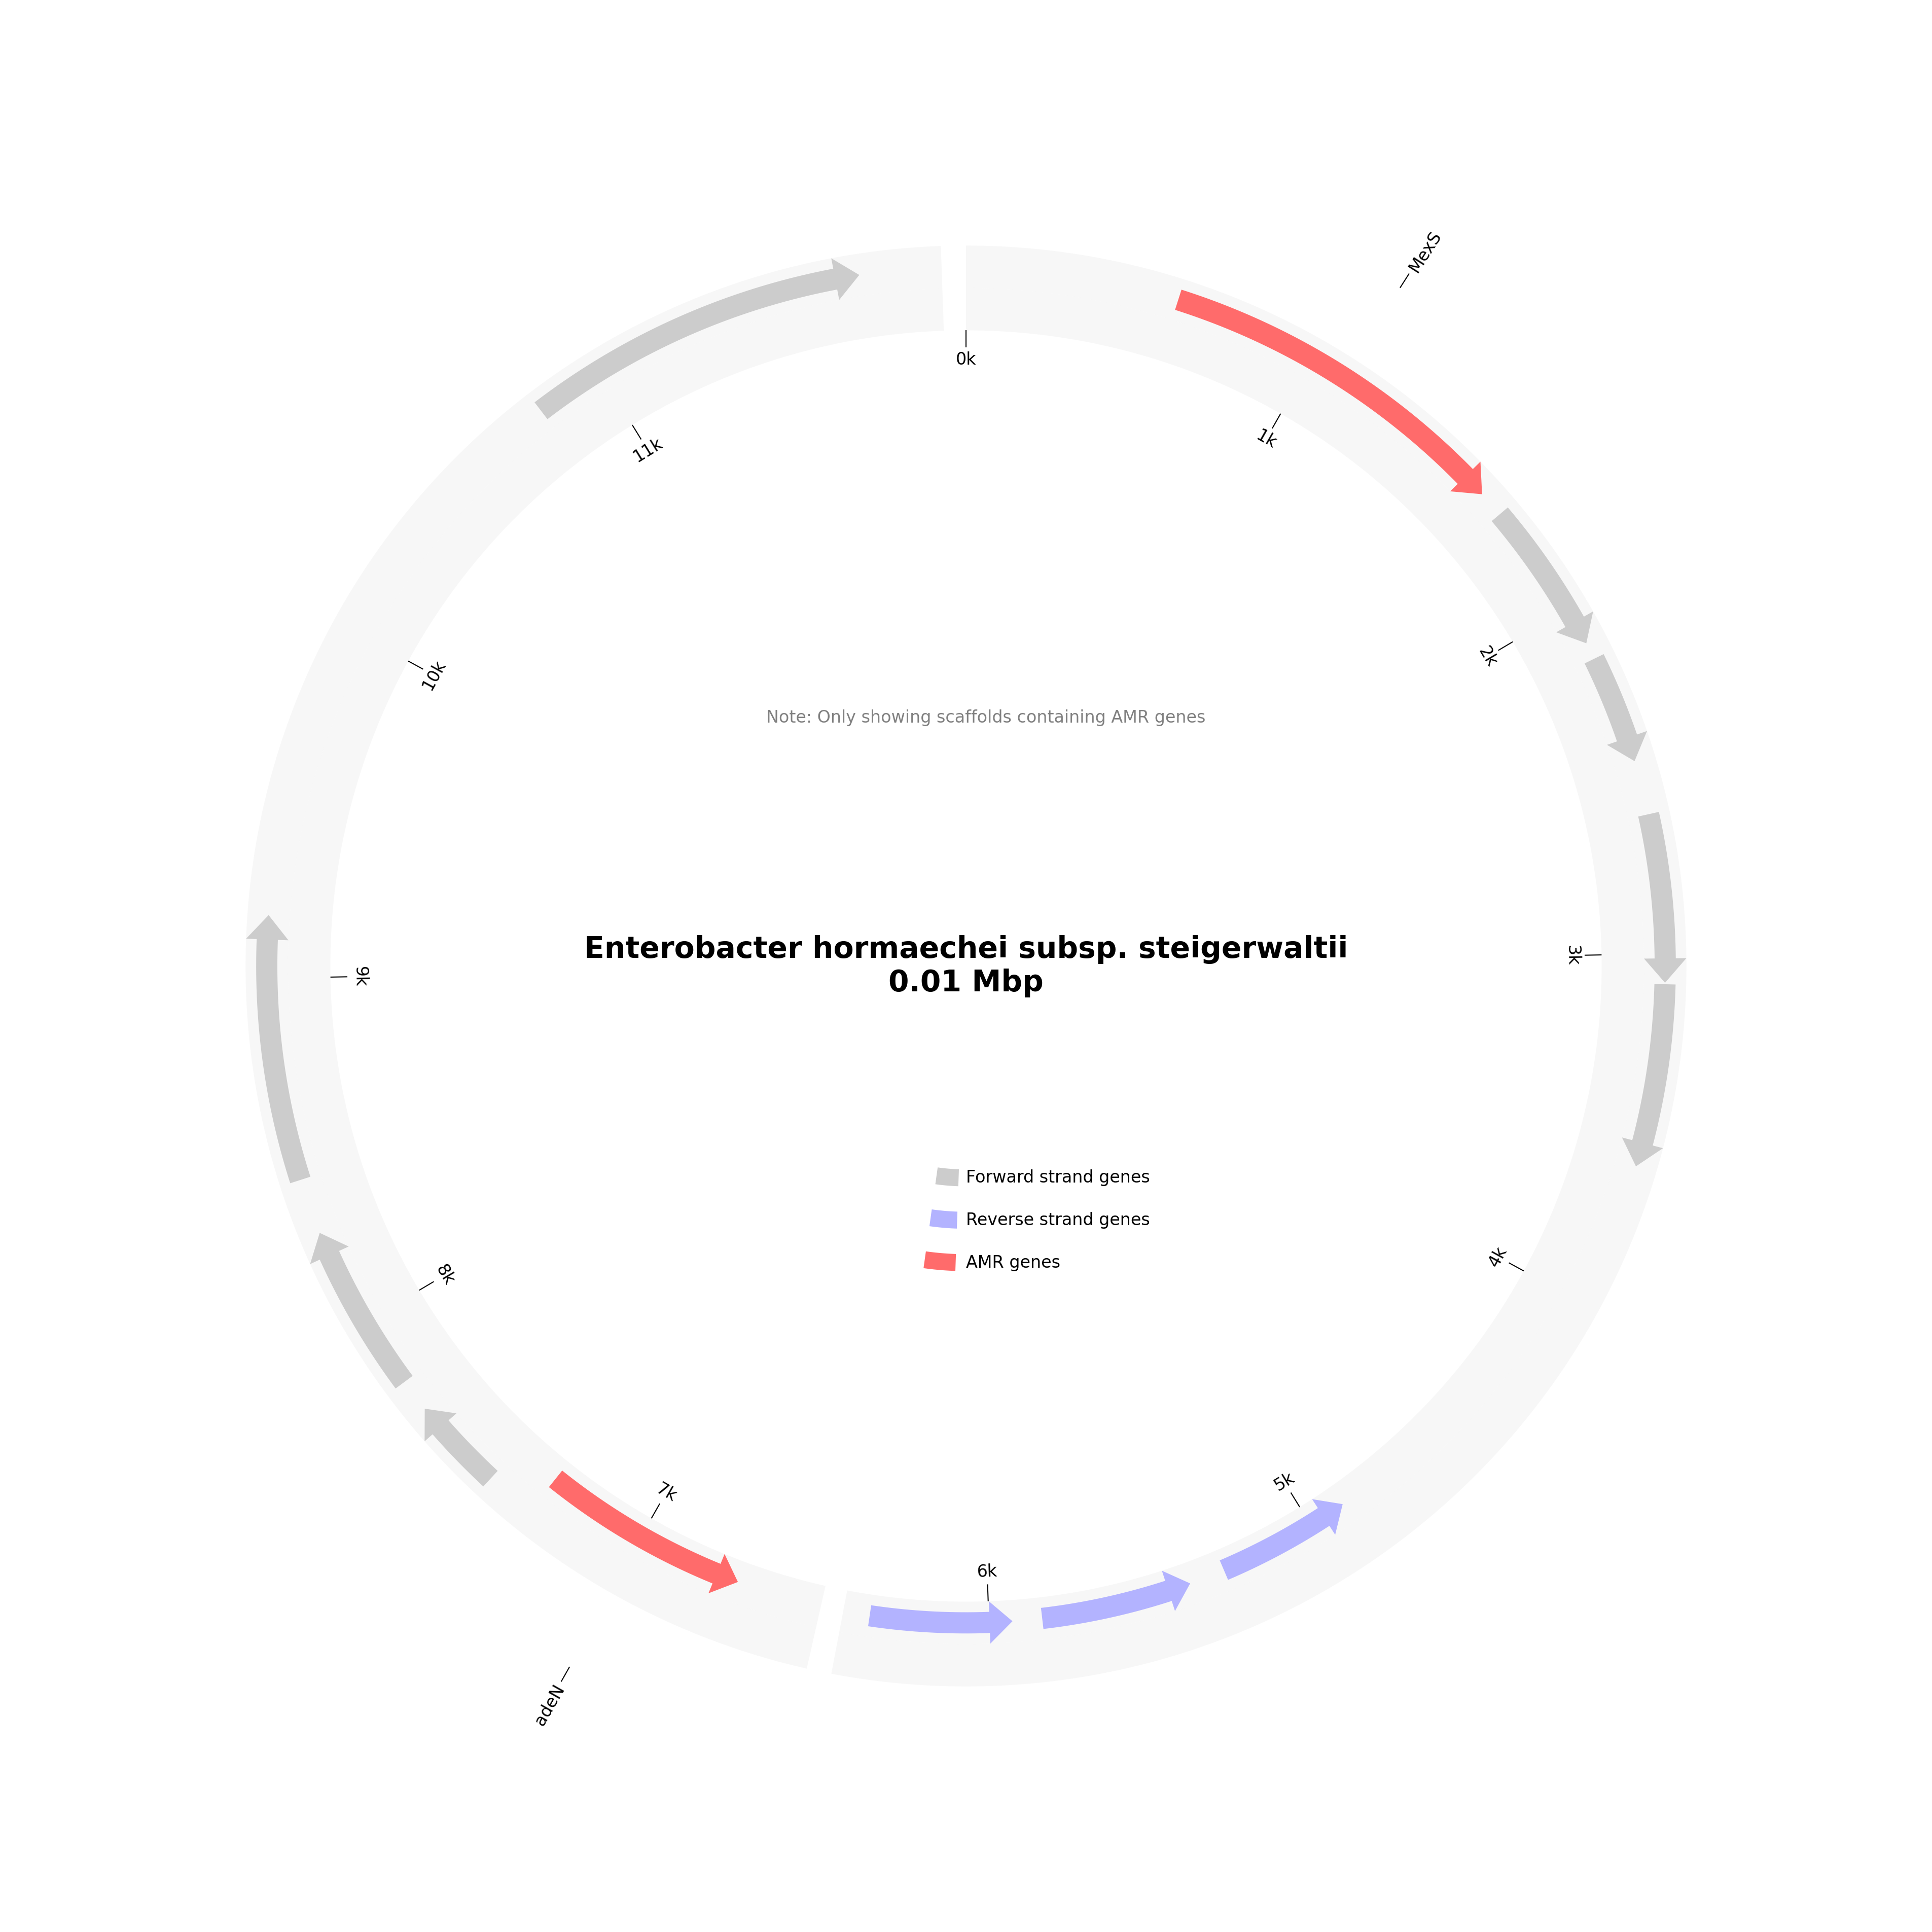 MexS
0k
1k
11k
2k
10k
Note: Only showing scaffolds containing AMR genes
Enterobacter hormaechei subsp. steigerwaltii
0.01 Mbp
3k
9k
Forward strand genes
Reverse strand genes
AMR genes
4k
8k
5k
7k
6k
adeN